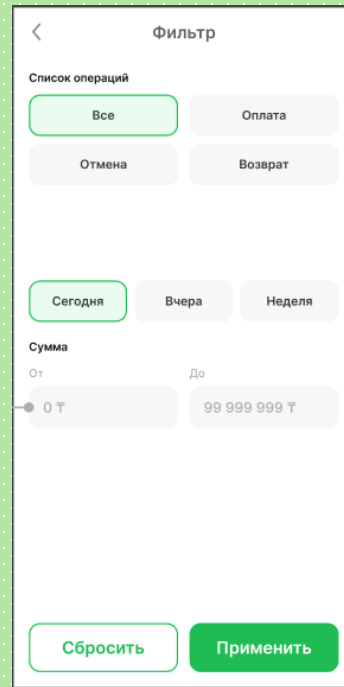 Фильтр
Список операций
Все Оплата
Отмена Возврат
Сегодня Вчера Неделя
Сумма
От До
0 ₸ 99 999 999 ₸
Сбросить Применить